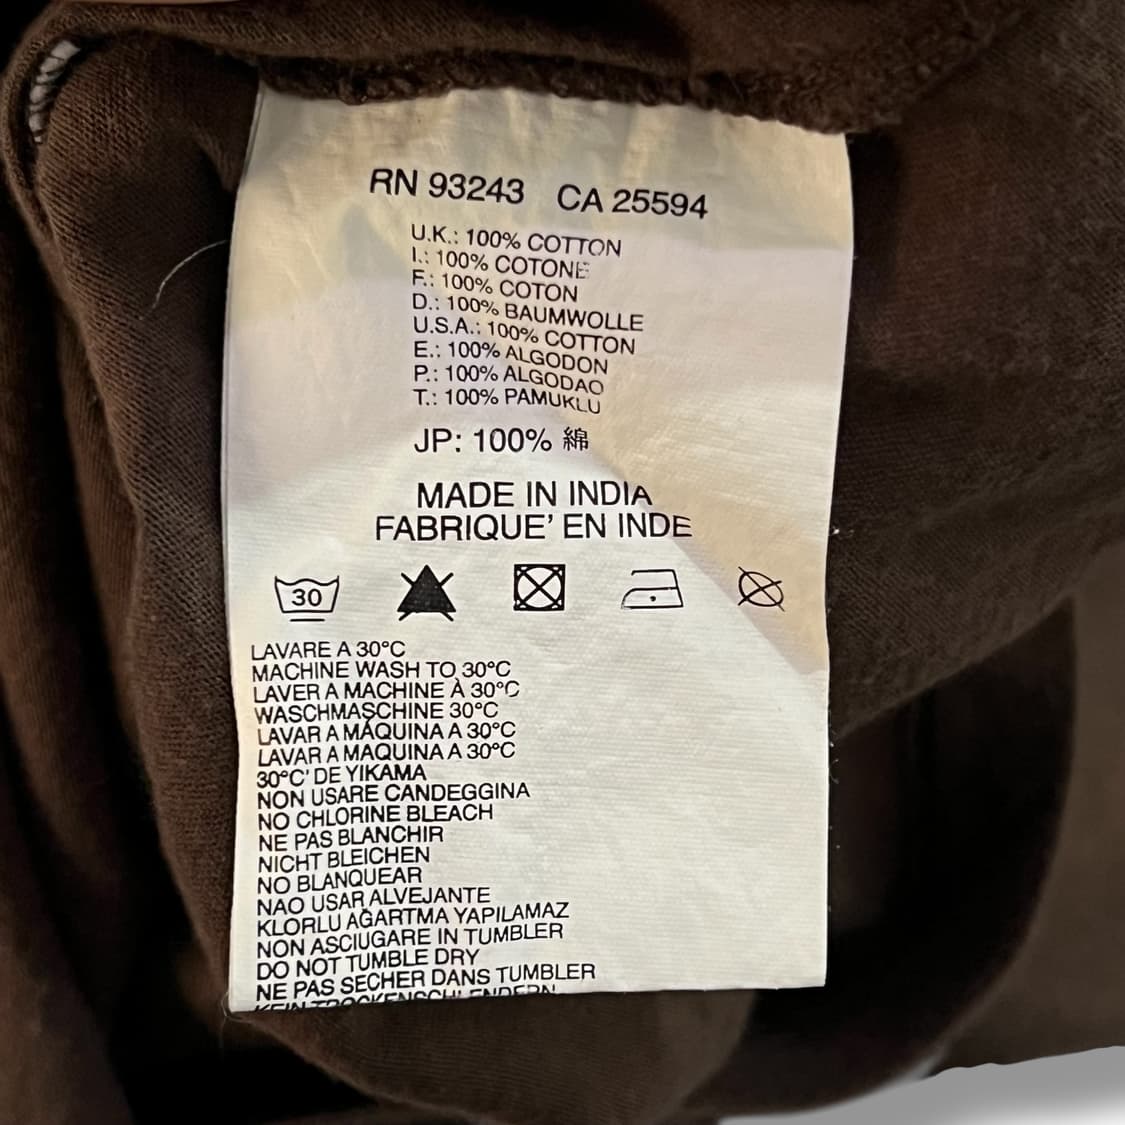 RN 93243 CA 25594
U.K.: 100% COTTON
I.: 100% COTONE
F.: 100% COTON
D.: 100% BAUMWOLLE
U.S.A.: 100% COTTON
E.: 100% ALGODON
P.: 100% ALGODAO
T.: 100% PAMUKLU
JP: 100% 綿
MADE IN INDIA
FABRIQUE' EN INDE
30
LAVARE A 30°C
MACHINE WASH TO 30°C
LAVER A MACHINE À 30°C
WASCHMASCHINE 30°C
LAVAR A MÁQUINA A 30°C
LAVAR A MAQUINA A 30°C
30°C' DE YIKAMA
NON USARE CANDEGGINA
NO CHLORINE BLEACH
NE PAS BLANCHIR
NICHT BLEICHEN
NO BLANQUEAR
NAO USAR ALVEJANTE
KLORLU AĞARTMA YAPILAMAZ
NON ASCIUGARE IN TUMBLER
DO NOT TUMBLE DRY
NE PAS SECHER DANS TUMBLER
KEIN TROCKENSCHLENDERN